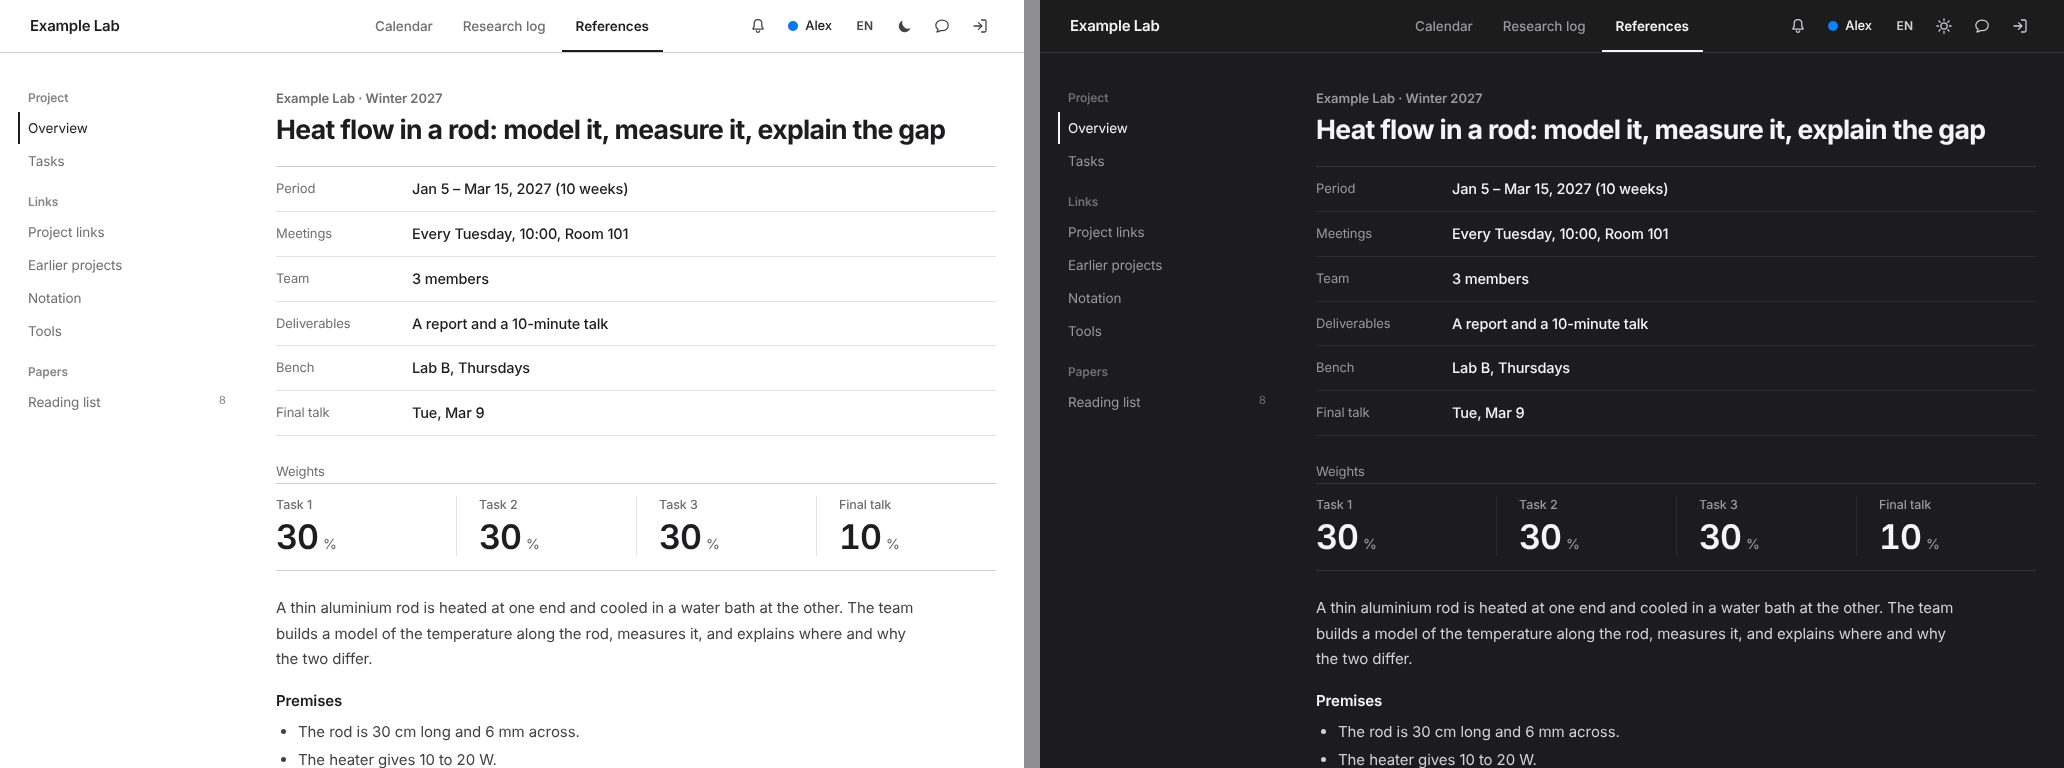 Example Lab
Calendar
Research log
References
Alex
EN
Project
Overview
Tasks
Links
Project links
Earlier projects
Notation
Tools
Papers
Reading list 8
Example Lab · Winter 2027
Heat flow in a rod: model it, measure it, explain the gap
Period Jan 5 – Mar 15, 2027 (10 weeks)
Meetings Every Tuesday, 10:00, Room 101
Team 3 members
Deliverables A report and a 10-minute talk
Bench Lab B, Thursdays
Final talk Tue, Mar 9
Weights
Task 1
30 %
Task 2
30 %
Task 3
30 %
Final talk
10 %
A thin aluminium rod is heated at one end and cooled in a water bath at the other. The team
builds a model of the temperature along the rod, measures it, and explains where and why
the two differ.
Premises
• The rod is 30 cm long and 6 mm across.
• The heater gives 10 to 20 W.
Example Lab
Calendar
Research log
References
Alex
EN
Project
Overview
Tasks
Links
Project links
Earlier projects
Notation
Tools
Papers
Reading list 8
Example Lab · Winter 2027
Heat flow in a rod: model it, measure it, explain the gap
Period Jan 5 – Mar 15, 2027 (10 weeks)
Meetings Every Tuesday, 10:00, Room 101
Team 3 members
Deliverables A report and a 10-minute talk
Bench Lab B, Thursdays
Final talk Tue, Mar 9
Weights
Task 1
30 %
Task 2
30 %
Task 3
30 %
Final talk
10 %
A thin aluminium rod is heated at one end and cooled in a water bath at the other. The team
builds a model of the temperature along the rod, measures it, and explains where and why
the two differ.
Premises
• The rod is 30 cm long and 6 mm across.
• The heater gives 10 to 20 W.